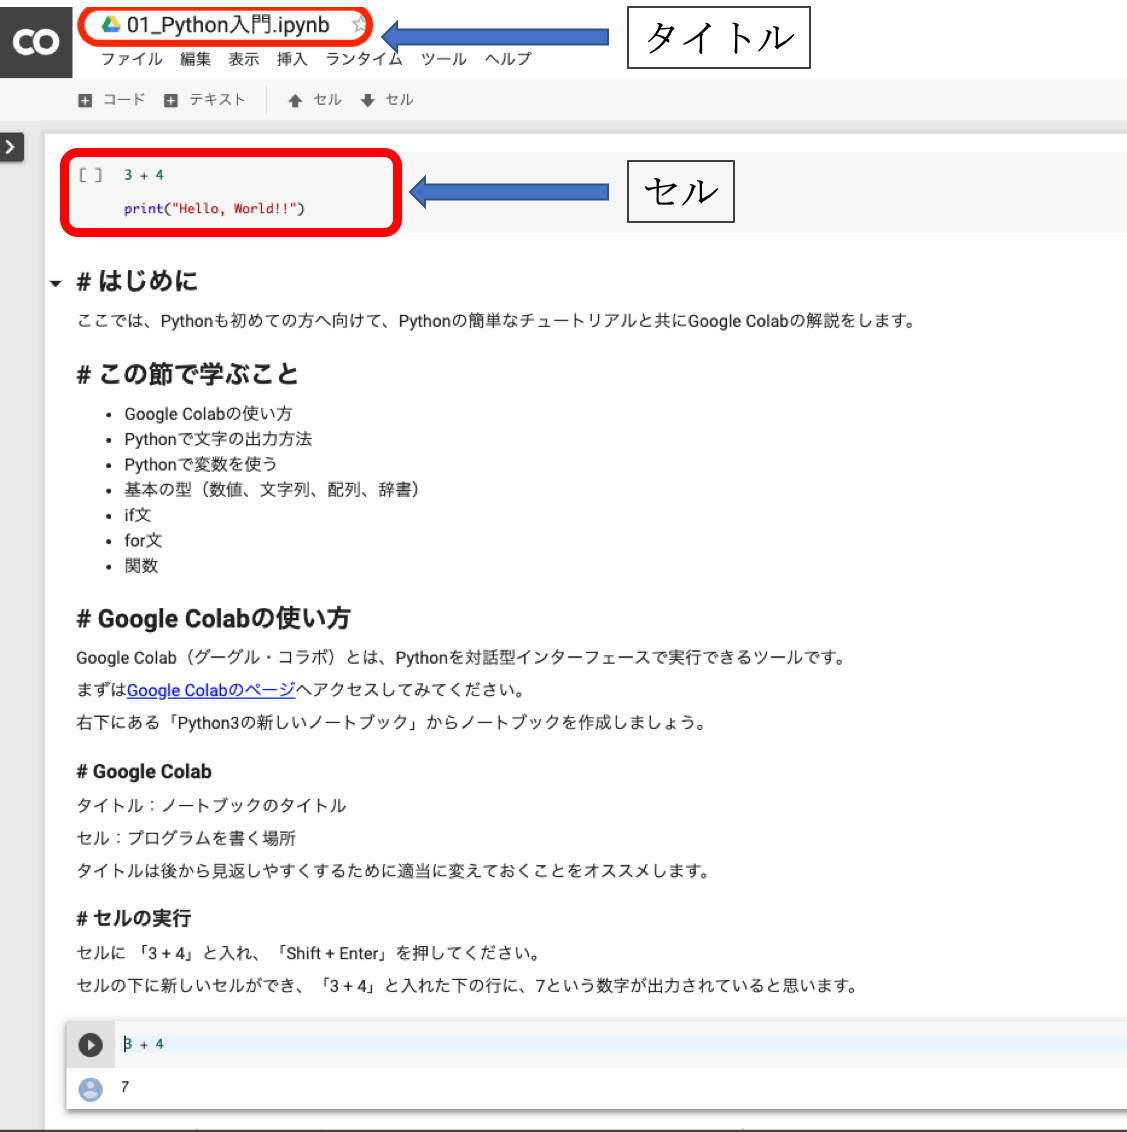 CO
01_Python入門.ipynb
タイトル
ファイル 編集 表示 挿入 ランタイム ツール ヘルプ
コード テキスト セル セル
[ ] 3 + 4
print("Hello, World!!")
セル
# はじめに
ここでは、Pythonも初めての方へ向けて、Pythonの簡単なチュートリアルと共にGoogle Colabの解説をします。
# この節で学ぶこと
• Google Colabの使い方
• Pythonで文字の出力方法
• Pythonで変数を使う
• 基本の型（数値、文字列、配列、辞書）
• if文
• for文
• 関数
# Google Colabの使い方
Google Colab（グーグル・コラボ）とは、Pythonを対話型インターフェースで実行できるツールです。
まずはGoogle Colabのページへアクセスしてみてください。
右下にある「Python3の新しいノートブック」からノートブックを作成しましょう。
# Google Colab
タイトル：ノートブックのタイトル
セル：プログラムを書く場所
タイトルは後から見返しやすくするために適当に変えておくことをオススメします。
# セルの実行
セルに 「3 + 4」と入れ、「Shift + Enter」を押してください。
セルの下に新しいセルができ、「3 + 4」と入れた下の行に、7という数字が出力されていると思います。
3 + 4
7